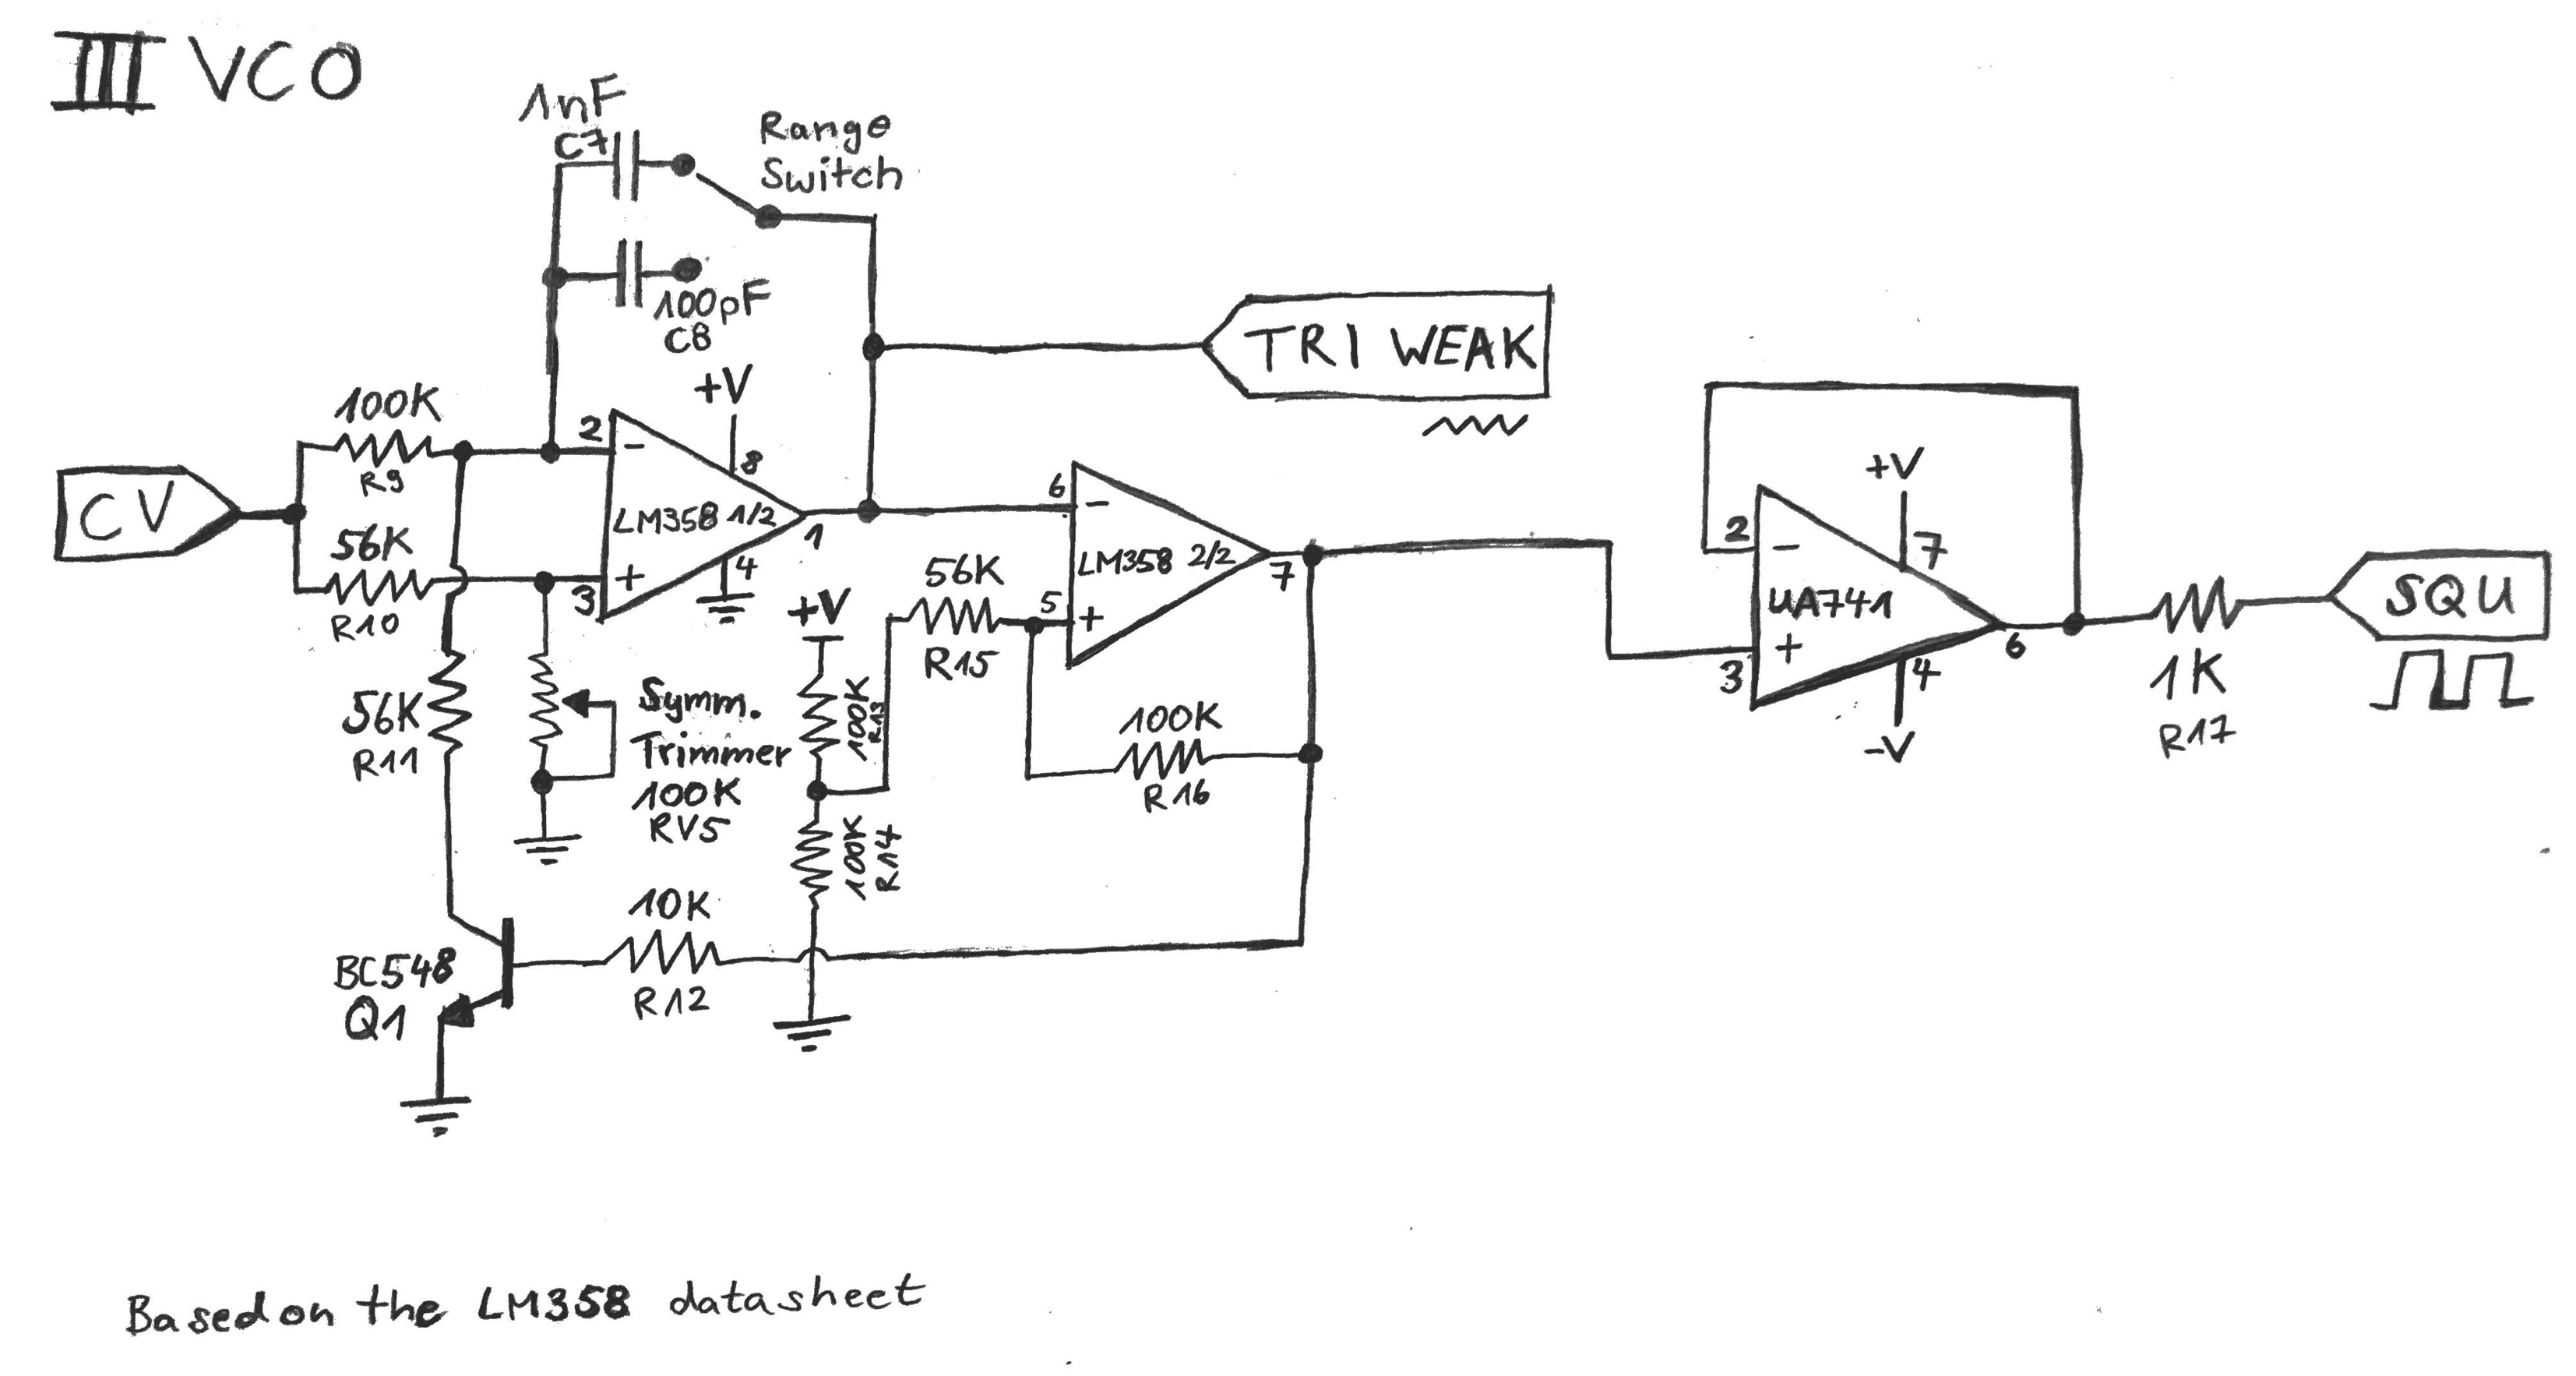 III VCO
1nF
C7
Range
Switch
100pF
C8
TRI WEAK
+V
100K
R9
2
-
8
CV
LM358 1/2
1
56K
R10
3
+
4
6
-
LM358 2/2
7
+V
56K
R15
5
+
+V
2
-
7
UA741
6
3
+
4
-V
SQU
1K
R17
56K
R11
Symm.
Trimmer
100K
RV5
100K
R13
100K
R16
100K
R14
10K
R12
BC548
Q1
Based on the LM358 datasheet